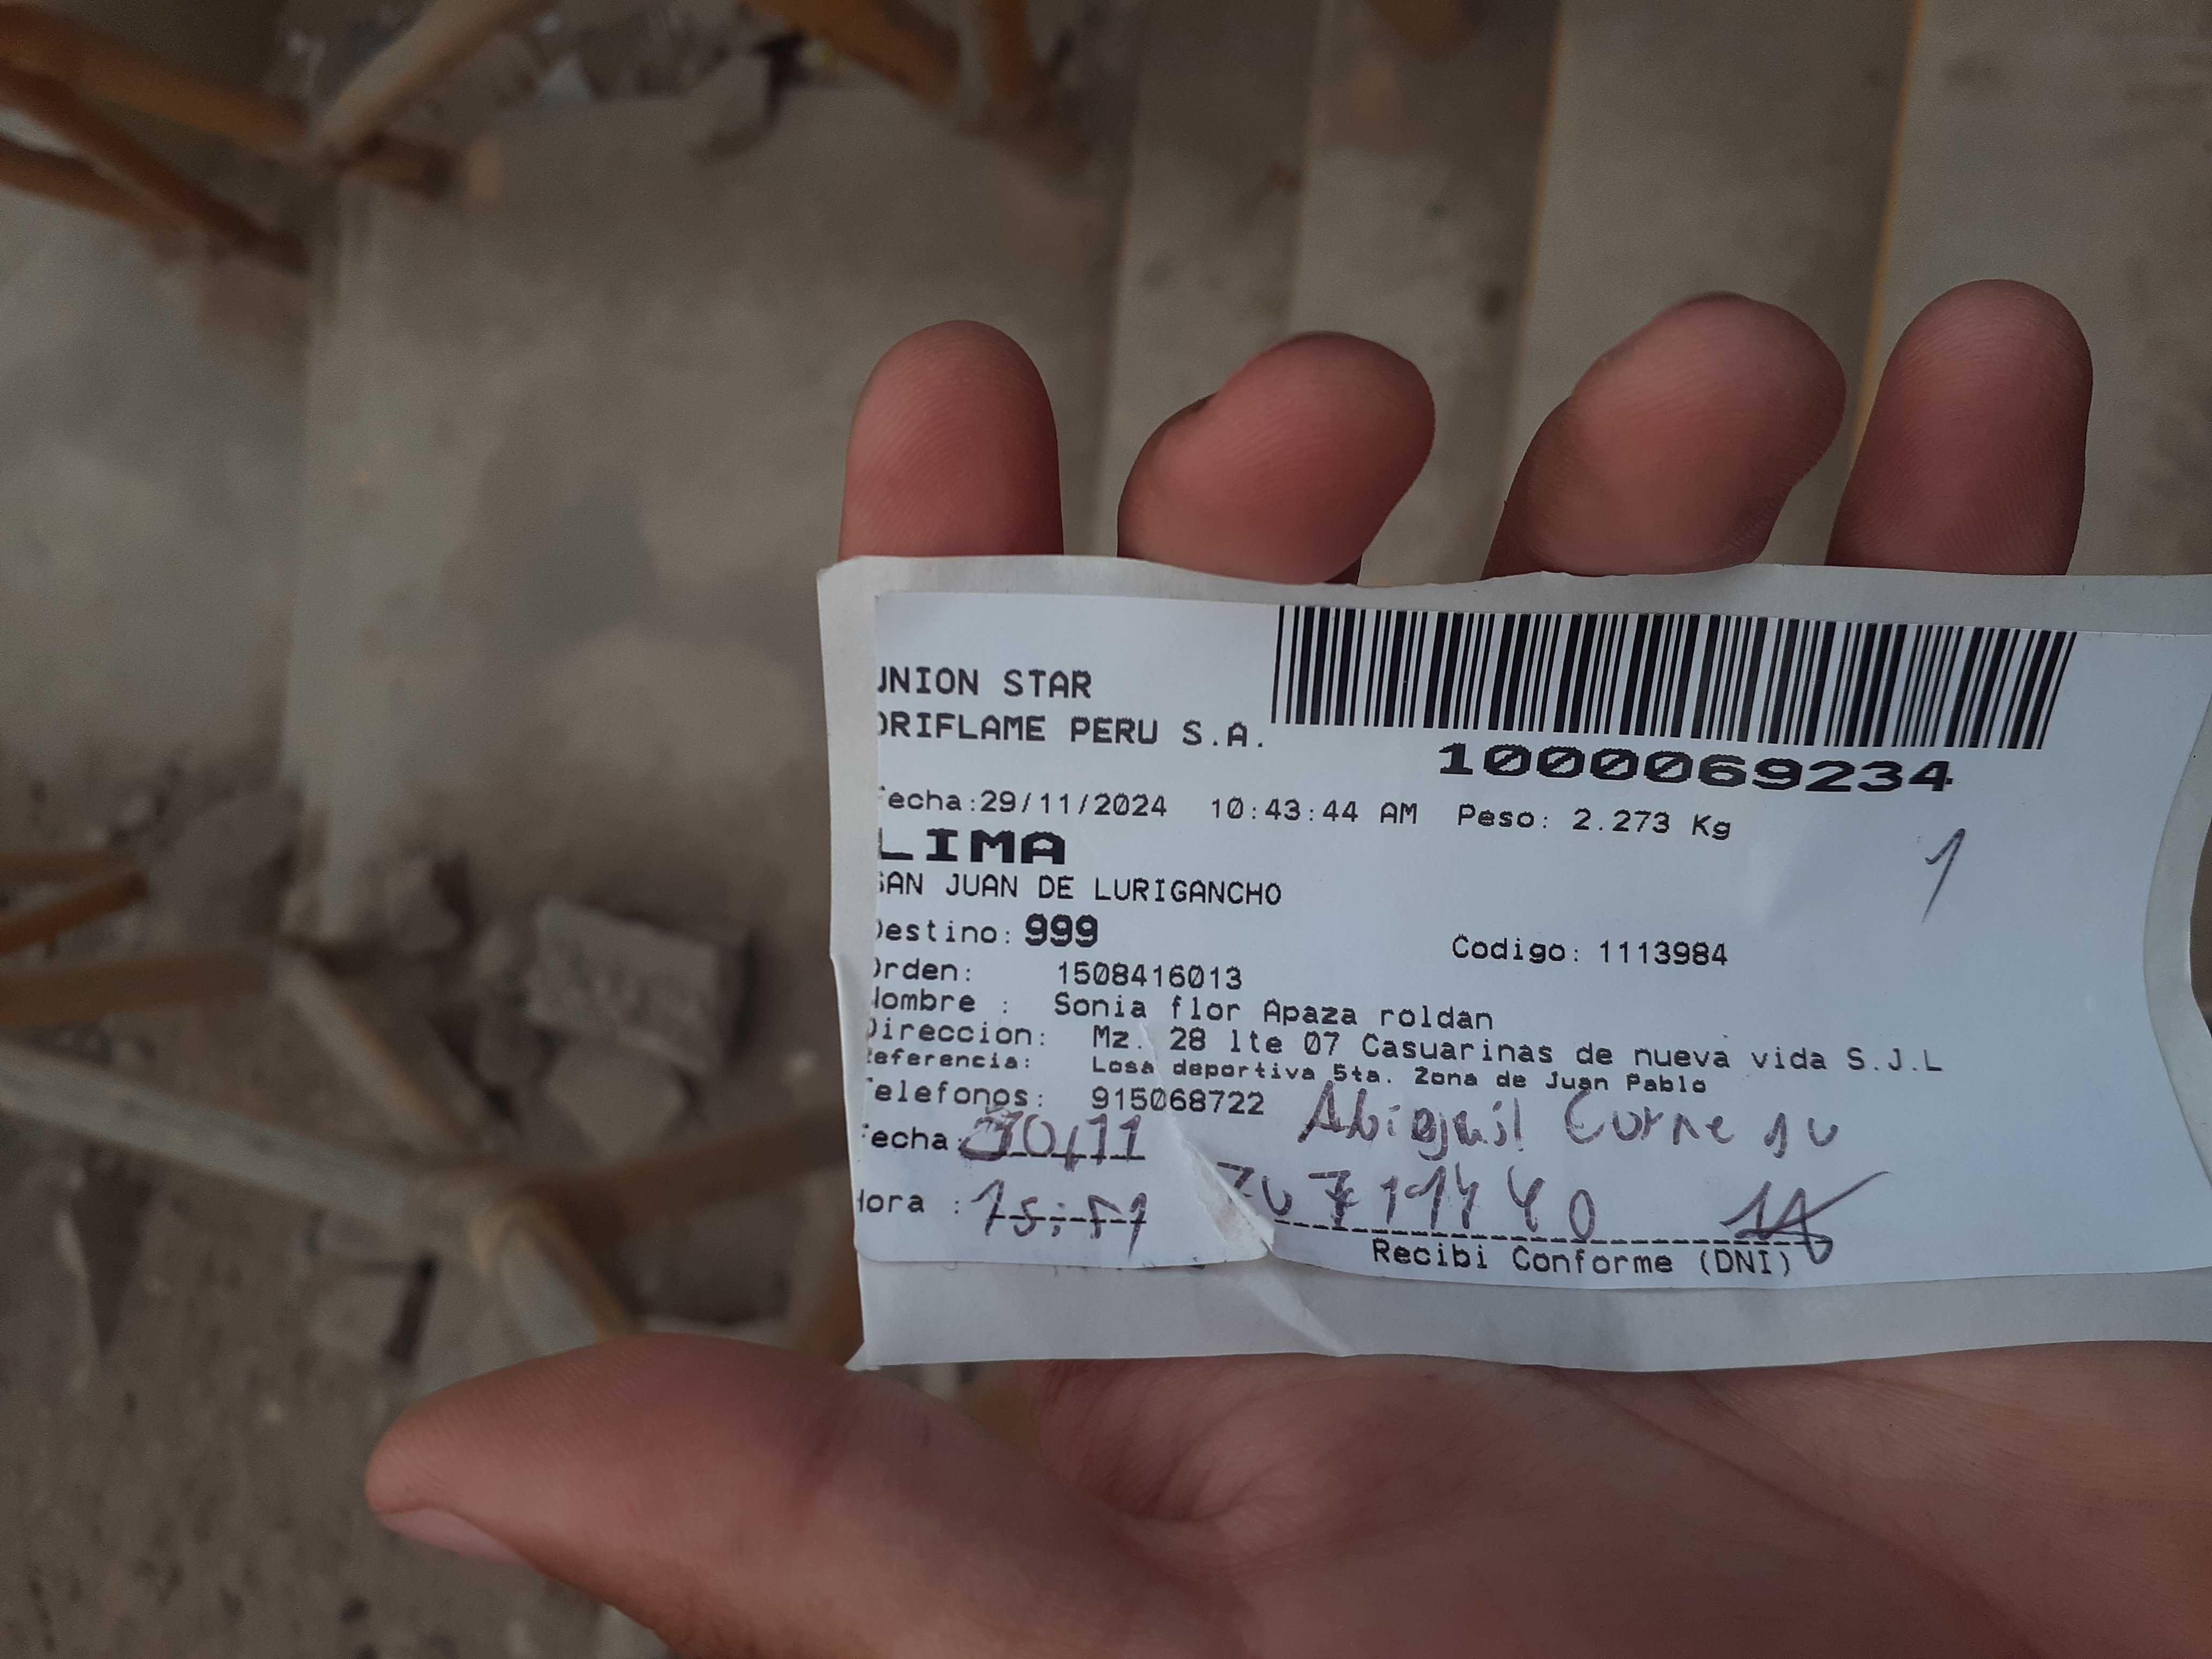 UNION STAR
ORIFLAME PERU S.A.
1000069234
Fecha:29/11/2024 10:43:44 AM Peso: 2.273 Kg
LIMA
1
SAN JUAN DE LURIGANCHO
Destino: 999 Codigo: 1113984
Orden: 1508416013
Nombre : Sonia flor Apaza roldan
Direccion: Mz. 28 lte 07 Casuarinas de nueva vida S.J.L
Referencia: Losa deportiva 5ta. Zona de Juan Pablo
Telefonos: 915068722
Abigail
Fecha: 30/11
Hora : 15:51
Recibi Conforme (DNI)